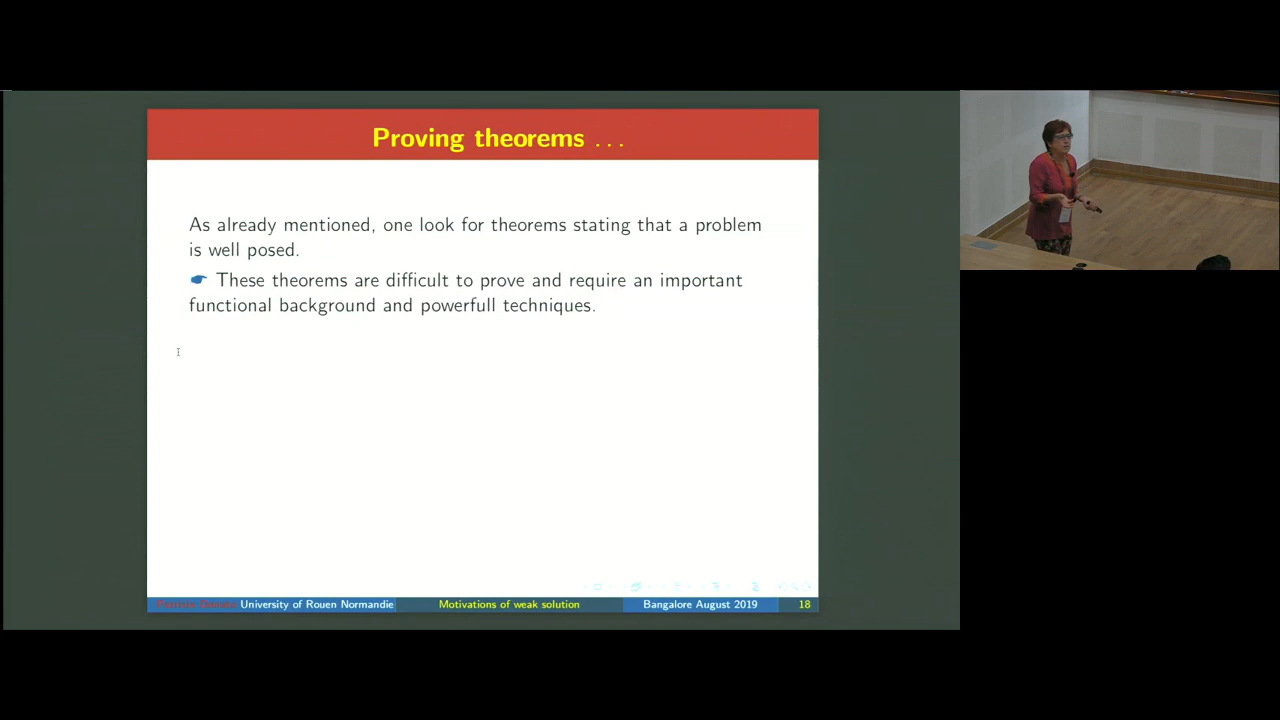 Proving theorems . . .
As already mentioned, one look for theorems stating that a problem
is well posed.
These theorems are difficult to prove and require an important
functional background and powerfull techniques.
University of Rouen Normandie Motivations of weak solution Bangalore August 2019 18